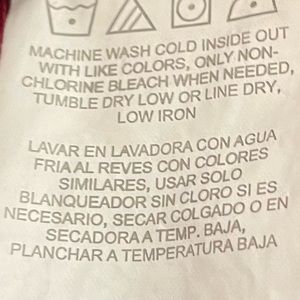 MACHINE WASH COLD INSIDE OUT
WITH LIKE COLORS, ONLY NON-
CHLORINE BLEACH WHEN NEEDED,
TUMBLE DRY LOW OR LINE DRY,
LOW IRON
LAVAR EN LAVADORA CON AGUA
FRIA AL REVES CON COLORES
SIMILARES, USAR SOLO
BLANQUEADOR SIN CLORO SI ES
NECESARIO, SECAR COLGADO O EN
SECADORA A TEMP. BAJA,
PLANCHAR A TEMPERATURA BAJA